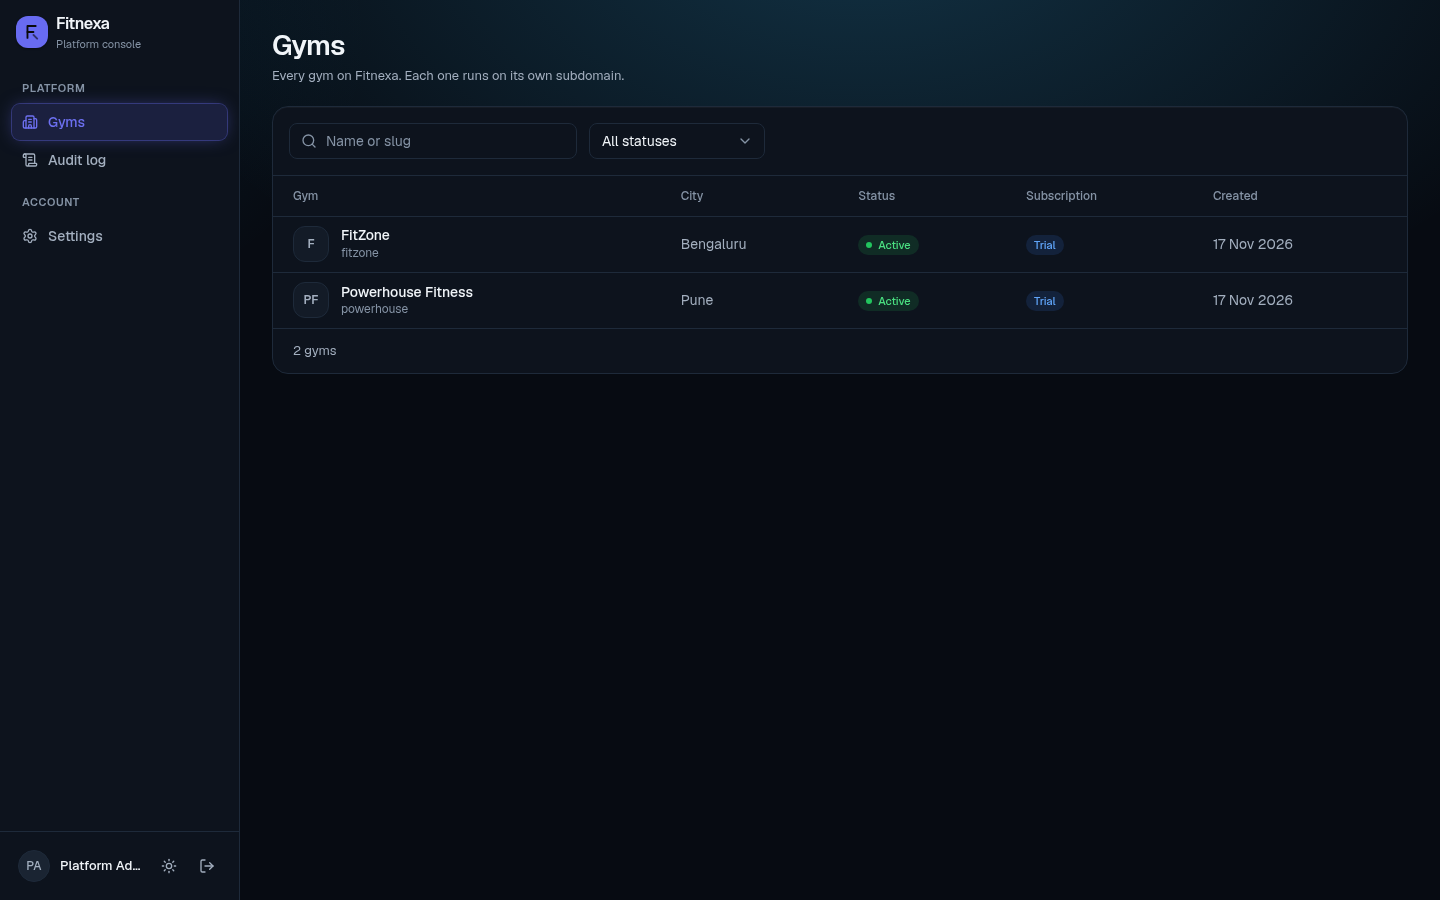 Fitnexa
Platform console
PLATFORM
Gyms
Audit log
ACCOUNT
Settings
PA Platform Ad...
Gyms
Every gym on Fitnexa. Each one runs on its own subdomain.
Name or slug
All statuses
Gym City Status Subscription Created
F FitZone Bengaluru Active Trial 17 Nov 2026
fitzone
PF Powerhouse Fitness Pune Active Trial 17 Nov 2026
powerhouse
2 gyms